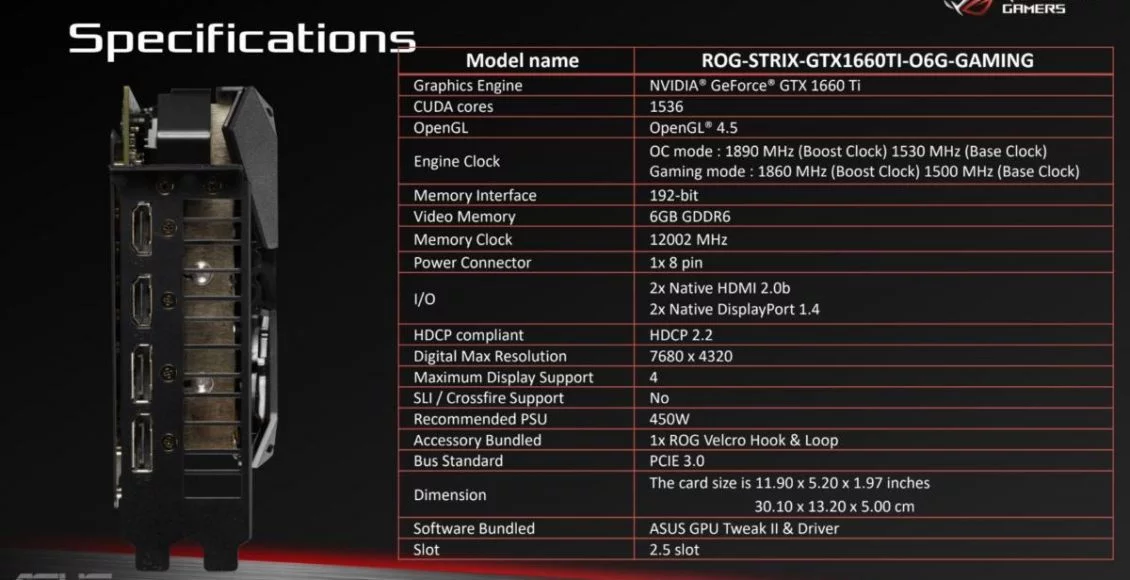 GAMERS
Specifications
Model name ROG-STRIX-GTX1660TI-O6G-GAMING
Graphics Engine NVIDIA® GeForce® GTX 1660 Ti
CUDA cores 1536
OpenGL OpenGL® 4.5
Engine Clock OC mode : 1890 MHz (Boost Clock) 1530 MHz (Base Clock)
Gaming mode : 1860 MHz (Boost Clock) 1500 MHz (Base Clock)
Memory Interface 192-bit
Video Memory 6GB GDDR6
Memory Clock 12002 MHz
Power Connector 1x 8 pin
I/O 2x Native HDMI 2.0b
2x Native DisplayPort 1.4
HDCP compliant HDCP 2.2
Digital Max Resolution 7680 x 4320
Maximum Display Support 4
SLI / Crossfire Support No
Recommended PSU 450W
Accessory Bundled 1x ROG Velcro Hook & Loop
Bus Standard PCIE 3.0
Dimension The card size is 11.90 x 5.20 x 1.97 inches
30.10 x 13.20 x 5.00 cm
Software Bundled ASUS GPU Tweak II & Driver
Slot 2.5 slot